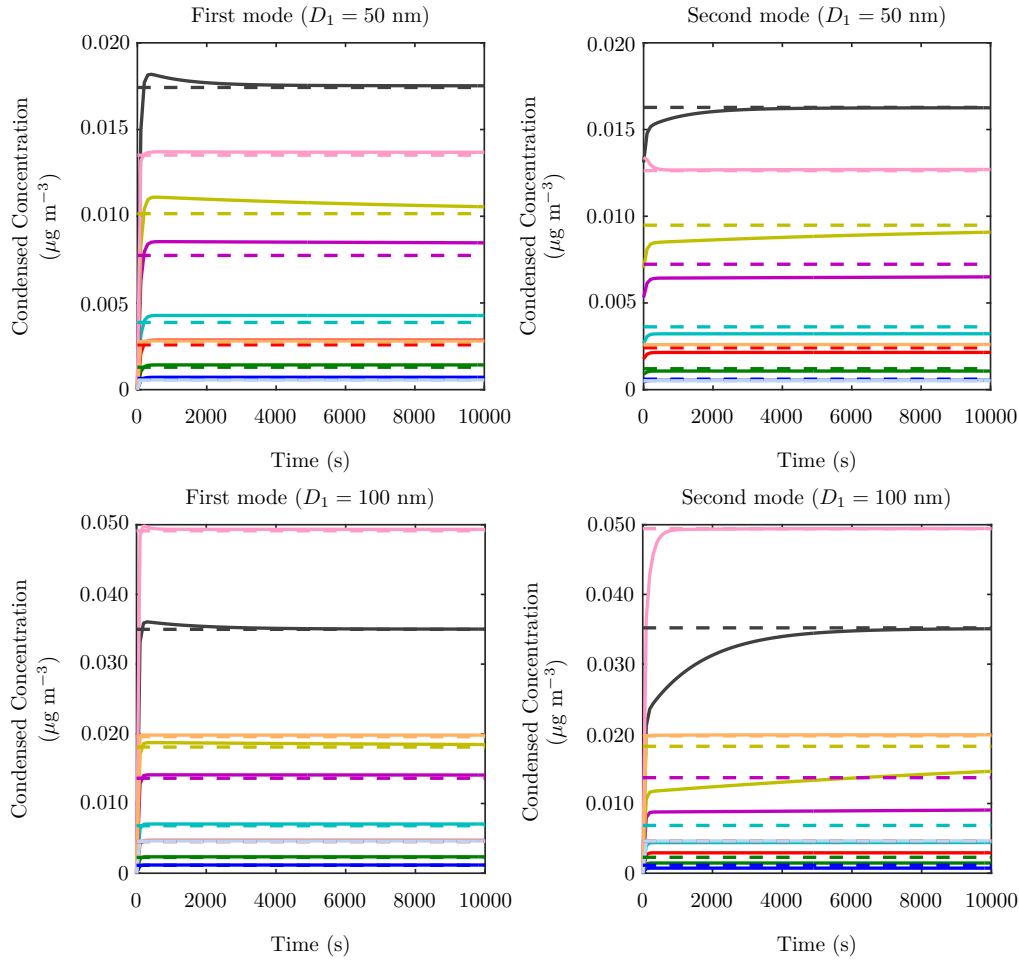 First mode (D₁ = 50 nm)
Condensed Concentration
(μg m⁻³)
0.020
0.015
0.010
0.005
0
0 2000 4000 6000 8000 10000
Time (s)
Second mode (D₁ = 50 nm)
Condensed Concentration
(μg m⁻³)
0.020
0.015
0.010
0.005
0
0 2000 4000 6000 8000 10000
Time (s)
First mode (D₁ = 100 nm)
Condensed Concentration
(μg m⁻³)
0.050
0.040
0.030
0.020
0.010
0
0 2000 4000 6000 8000 10000
Time (s)
Second mode (D₁ = 100 nm)
Condensed Concentration
(μg m⁻³)
0.050
0.040
0.030
0.020
0.010
0
0 2000 4000 6000 8000 10000
Time (s)